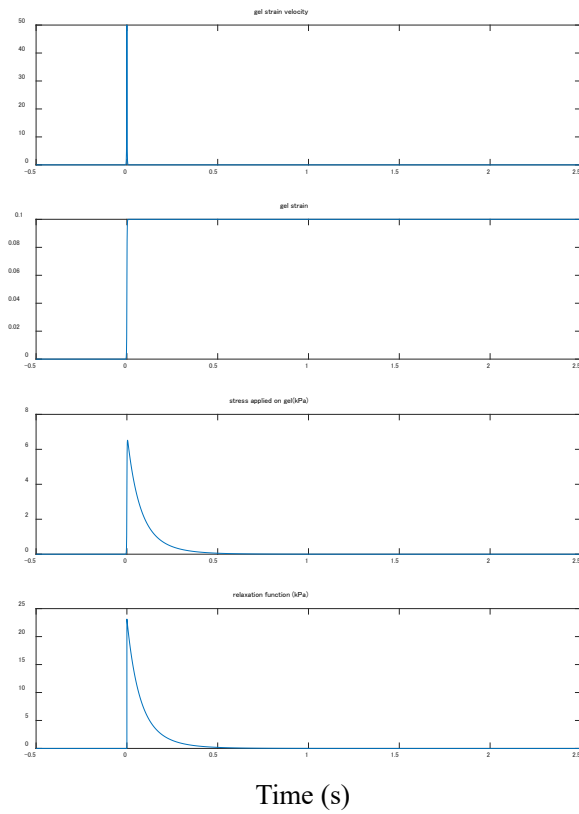 gel strain velocity
50
40
30
20
10
0
-0.5 0 0.5 1 1.5 2 2.5
gel strain
0.1
0.08
0.06
0.04
0.02
0
-0.5 0 0.5 1 1.5 2 2.5
stress applied on gel(kPa)
8
6
4
2
0
-0.5 0 0.5 1 1.5 2 2.5
relaxation function (kPa)
25
20
15
10
5
0
-0.5 0 0.5 1 1.5 2 2.5
Time (s)